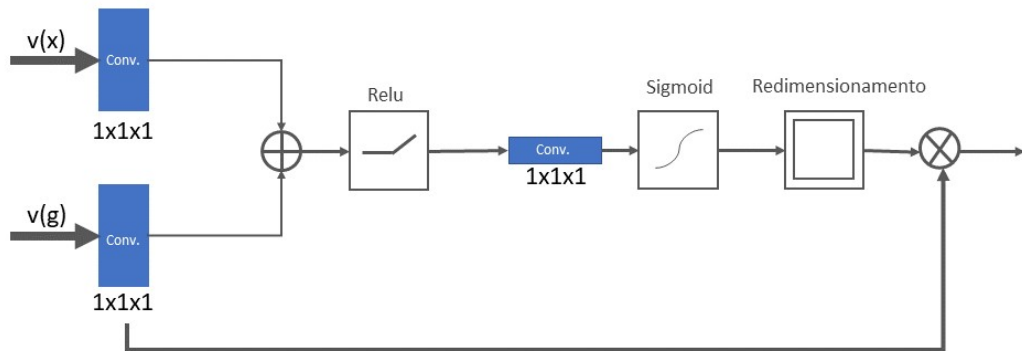 v(x)
Conv.
1x1x1
v(g)
Conv.
1x1x1
Relu
Conv.
1x1x1
Sigmoid
Redimensionamento